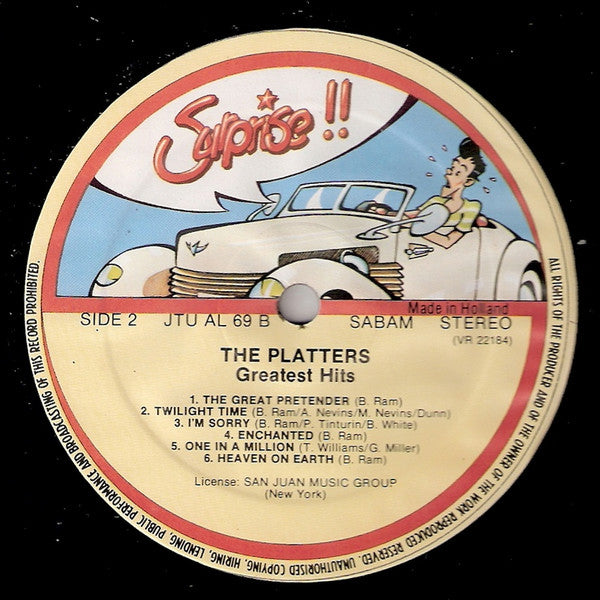 Surprise!!
Made in Holland
SIDE 2 JTU AL 69 B SABAM STEREO
(VR 22184)
THE PLATTERS
Greatest Hits
1. THE GREAT PRETENDER (B. Ram)
2. TWILIGHT TIME (B. Ram/A. Nevins/M. Nevins/Dunn)
3. I'M SORRY (B. Ram/P. Tinturin/B. White)
4. ENCHANTED (B. Ram)
5. ONE IN A MILLION (T. Williams/G. Miller)
6. HEAVEN ON EARTH (B. Ram)
License: SAN JUAN MUSIC GROUP
(New York)
ALL RIGHTS OF THE PRODUCER AND OF THE OWNER OF THE WORK REPRODUCED RESERVED. UNAUTHORISED COPYING, HIRING, LENDING, PUBLIC PERFORMANCE AND BROADCASTING OF THIS RECORD PROHIBITED.